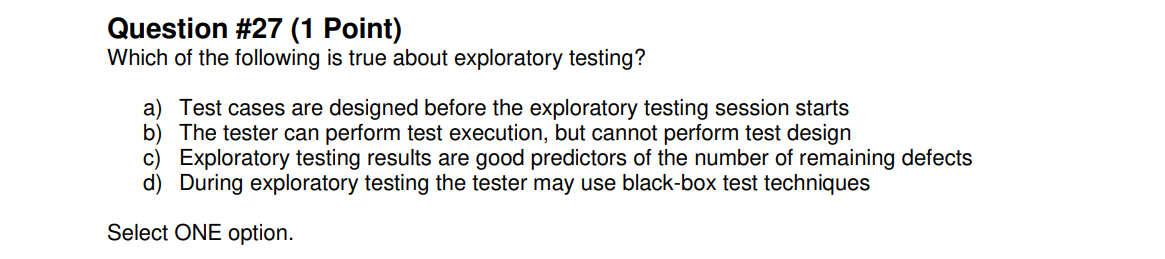 Question #27 (1 Point)
Which of the following is true about exploratory testing?
a) Test cases are designed before the exploratory testing session starts
b) The tester can perform test execution, but cannot perform test design
c) Exploratory testing results are good predictors of the number of remaining defects
d) During exploratory testing the tester may use black-box test techniques
Select ONE option.